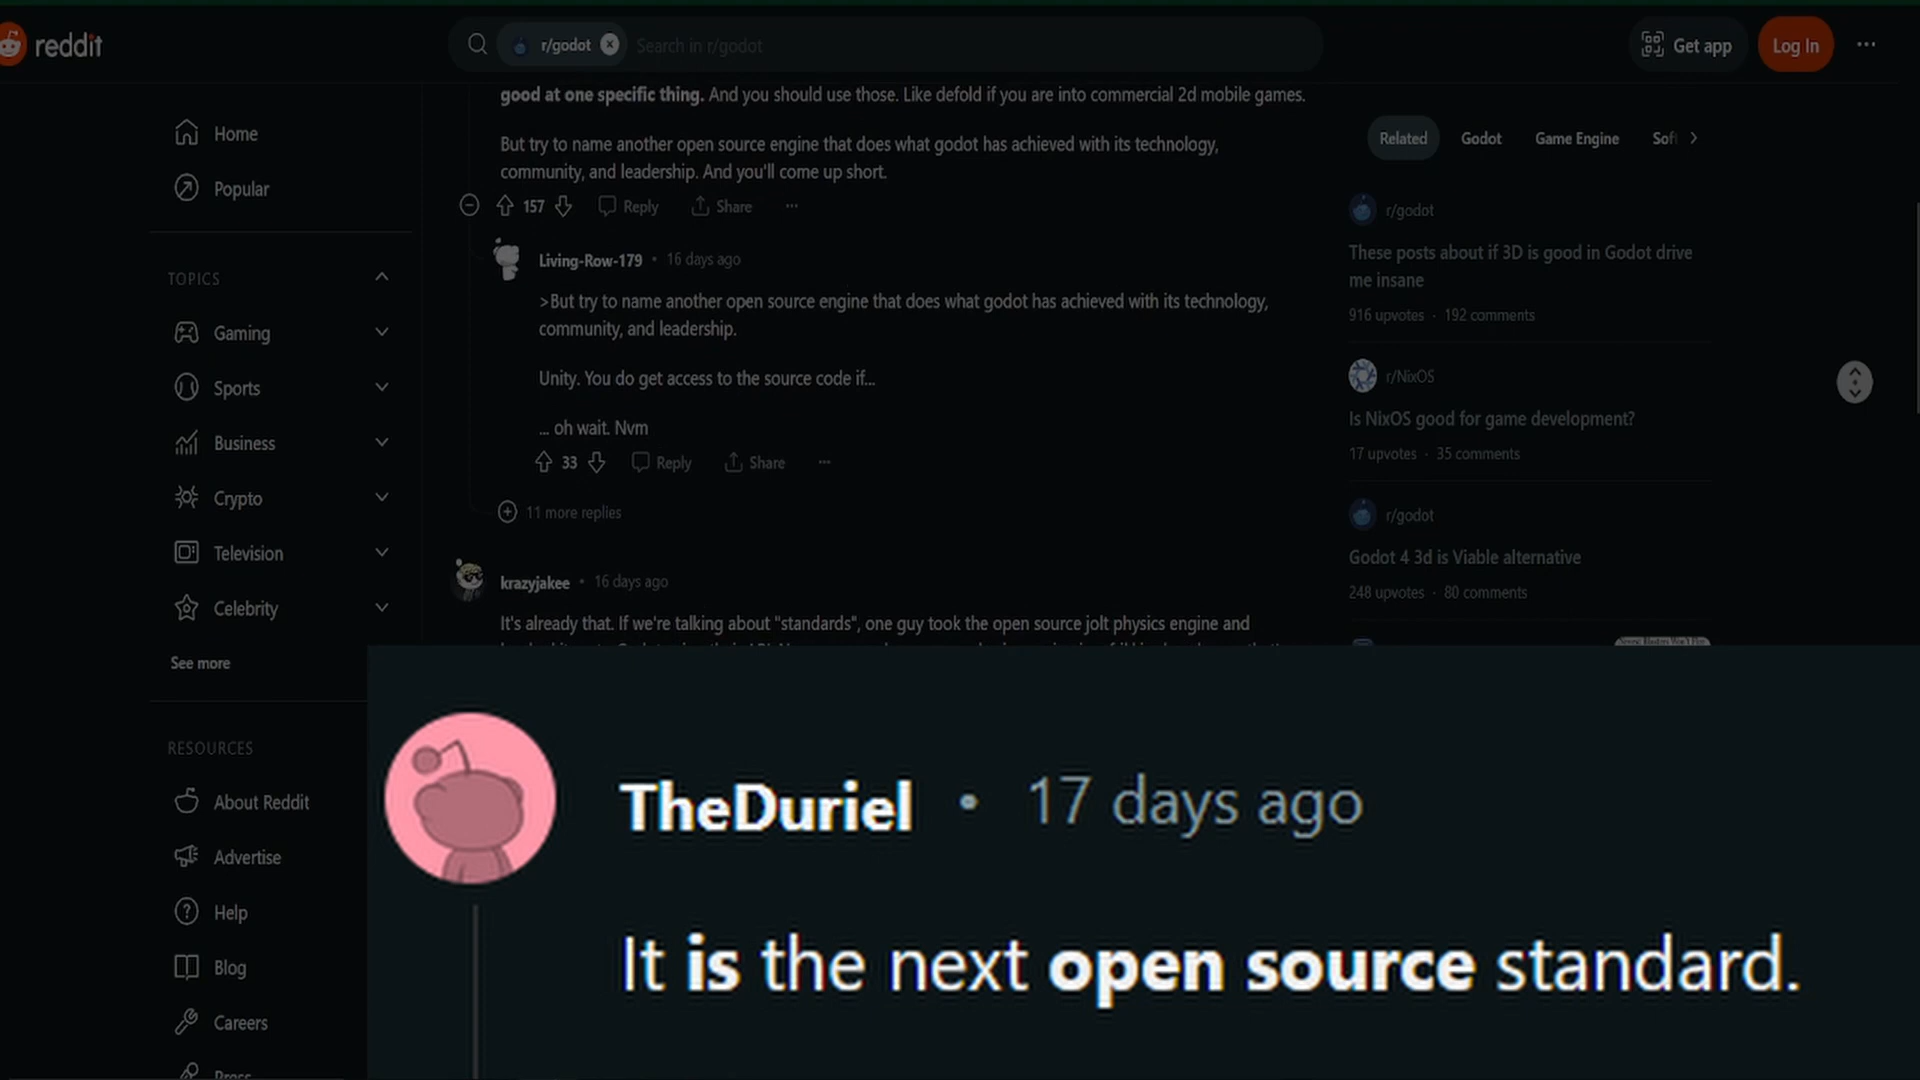 reddit
r/godot
Search in r/godot
Get app
Log In
Home
Popular
TOPICS
Gaming
Sports
Business
Crypto
Television
Celebrity
See more
RESOURCES
About Reddit
Advertise
Help
Blog
Careers
Press
good at one specific thing. And you should use those. Like defold if you are into commercial 2d mobile games.
But try to name another open source engine that does what godot has achieved with its technology,
community, and leadership. And you'll come up short.
157 Reply Share
Living-Row-179 • 16 days ago
>But try to name another open source engine that does what godot has achieved with its technology,
community, and leadership.
Unity. You do get access to the source code if...
... oh wait. Nvm
33 Reply Share
11 more replies
krazyjakee • 16 days ago
It's already that. If we're talking about "standards", one guy took the open source jolt physics engine and
Related Godot Game Engine Sof
r/godot
These posts about if 3D is good in Godot drive
me insane
916 upvotes · 192 comments
r/NixOS
Is NixOS good for game development?
17 upvotes · 35 comments
r/godot
Godot 4 3d is Viable alternative
248 upvotes · 80 comments
TheDuriel • 17 days ago
It is the next open source standard.